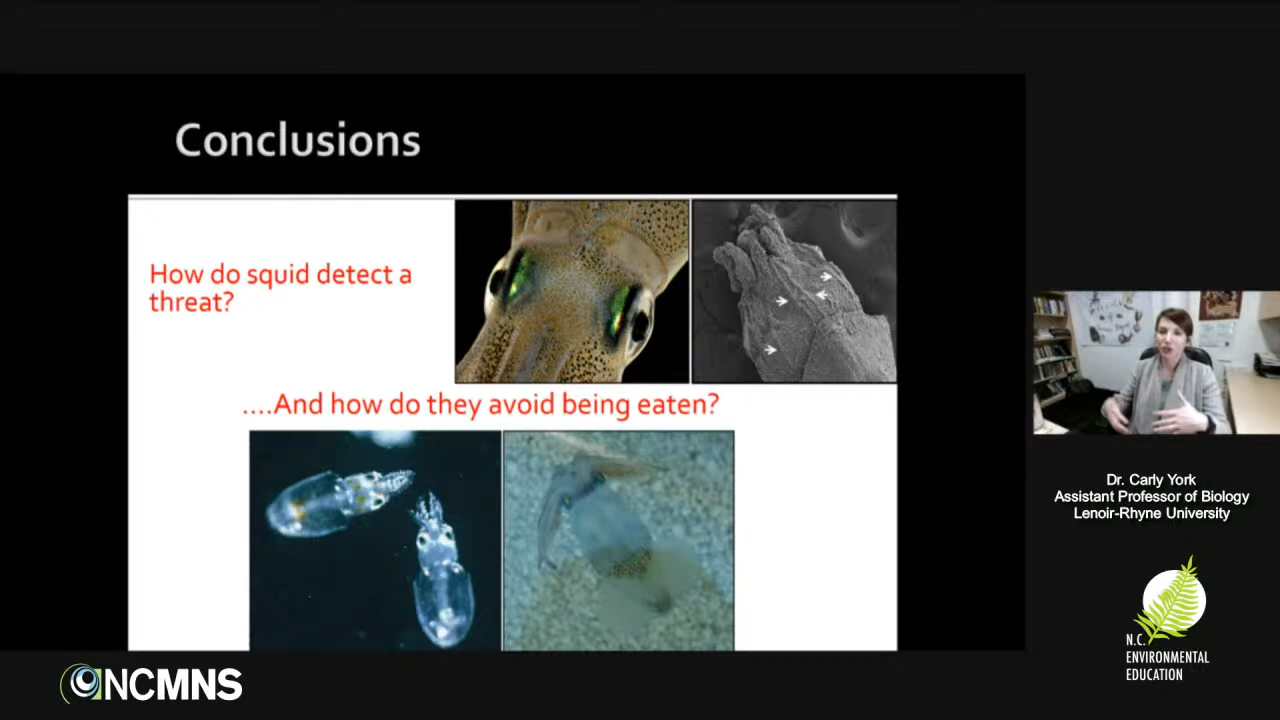 Conclusions
How do squid detect a
threat?
....And how do they avoid being eaten?
Dr. Carly York
Assistant Professor of Biology
Lenoir-Rhyne University
N.C.
ENVIRONMENTAL
EDUCATION
NCMNS